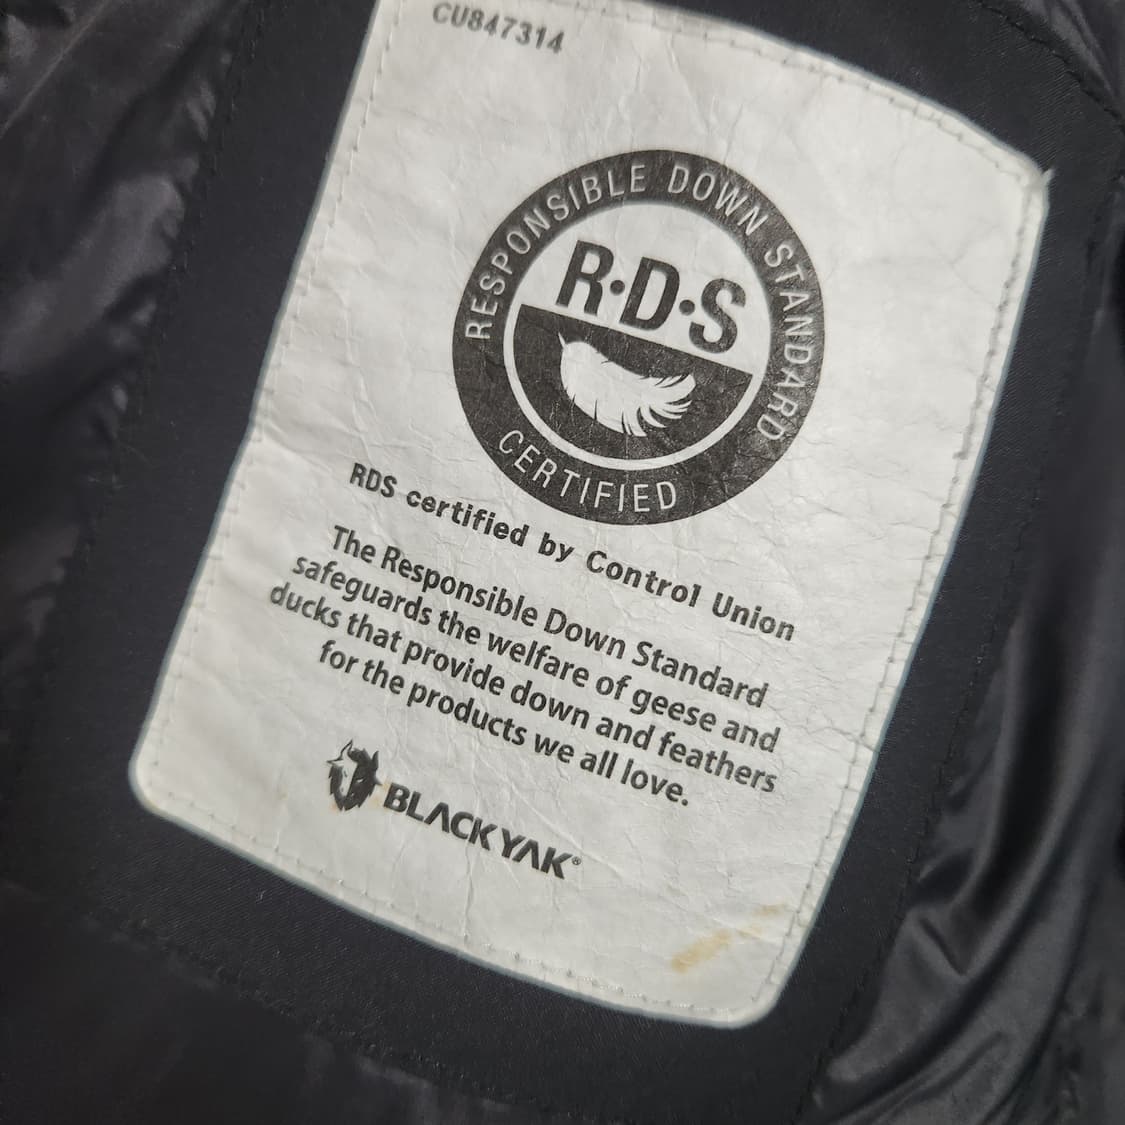 CU847314
RESPONSIBLE DOWN STANDARD
R·D·S
CERTIFIED
RDS certified by Control Union
The Responsible Down Standard
safeguards the welfare of geese and
ducks that provide down and feathers
for the products we all love.
BLACKYAK®